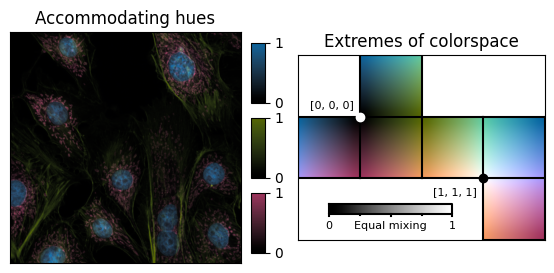 Accommodating hues
1
0
1
0
1
0
Extremes of colorspace
[0, 0, 0]
[1, 1, 1]
0
Equal mixing
1